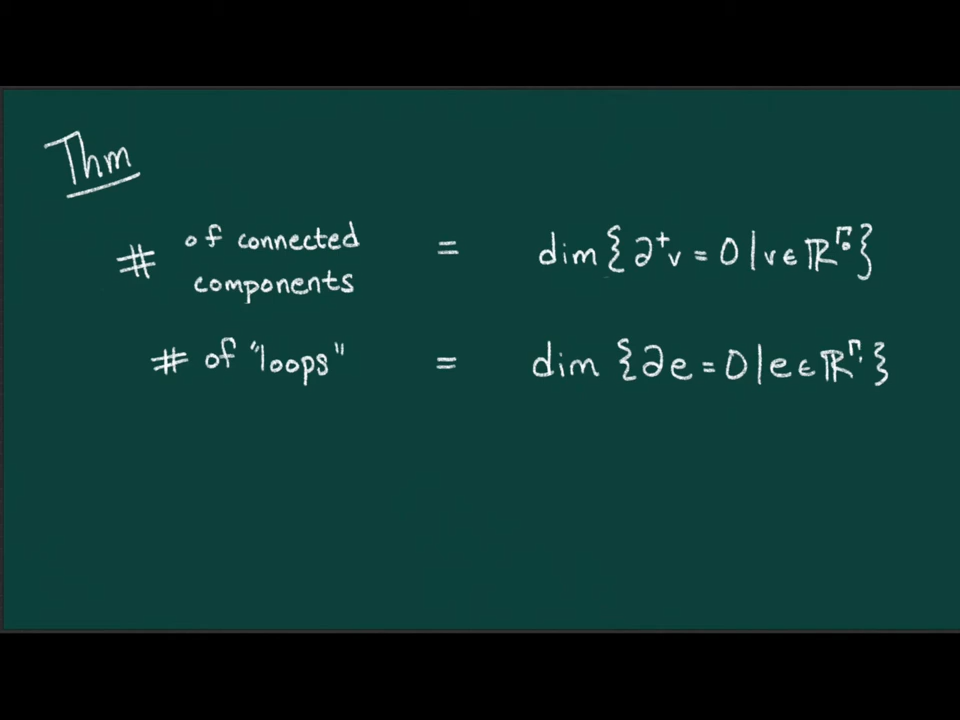 Thm
# of connected components = dim{∂⁺v = 0 | v ∈ ℝ^Γ₀}
# of "loops" = dim {∂e = 0 | e ∈ ℝ^Γ₁}